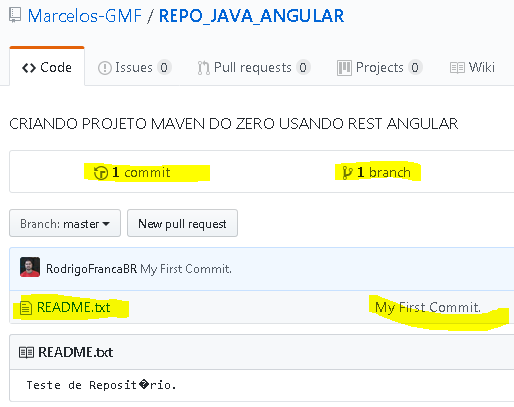 Marcelos-GMF / REPO_JAVA_ANGULAR
Code Issues 0 Pull requests 0 Projects 0 Wiki
CRIANDO PROJETO MAVEN DO ZERO USANDO REST ANGULAR
1 commit 1 branch
Branch: master New pull request
RodrigoFrancaBR My First Commit.
README.txt My First Commit.
README.txt
Teste de Reposit�rio.